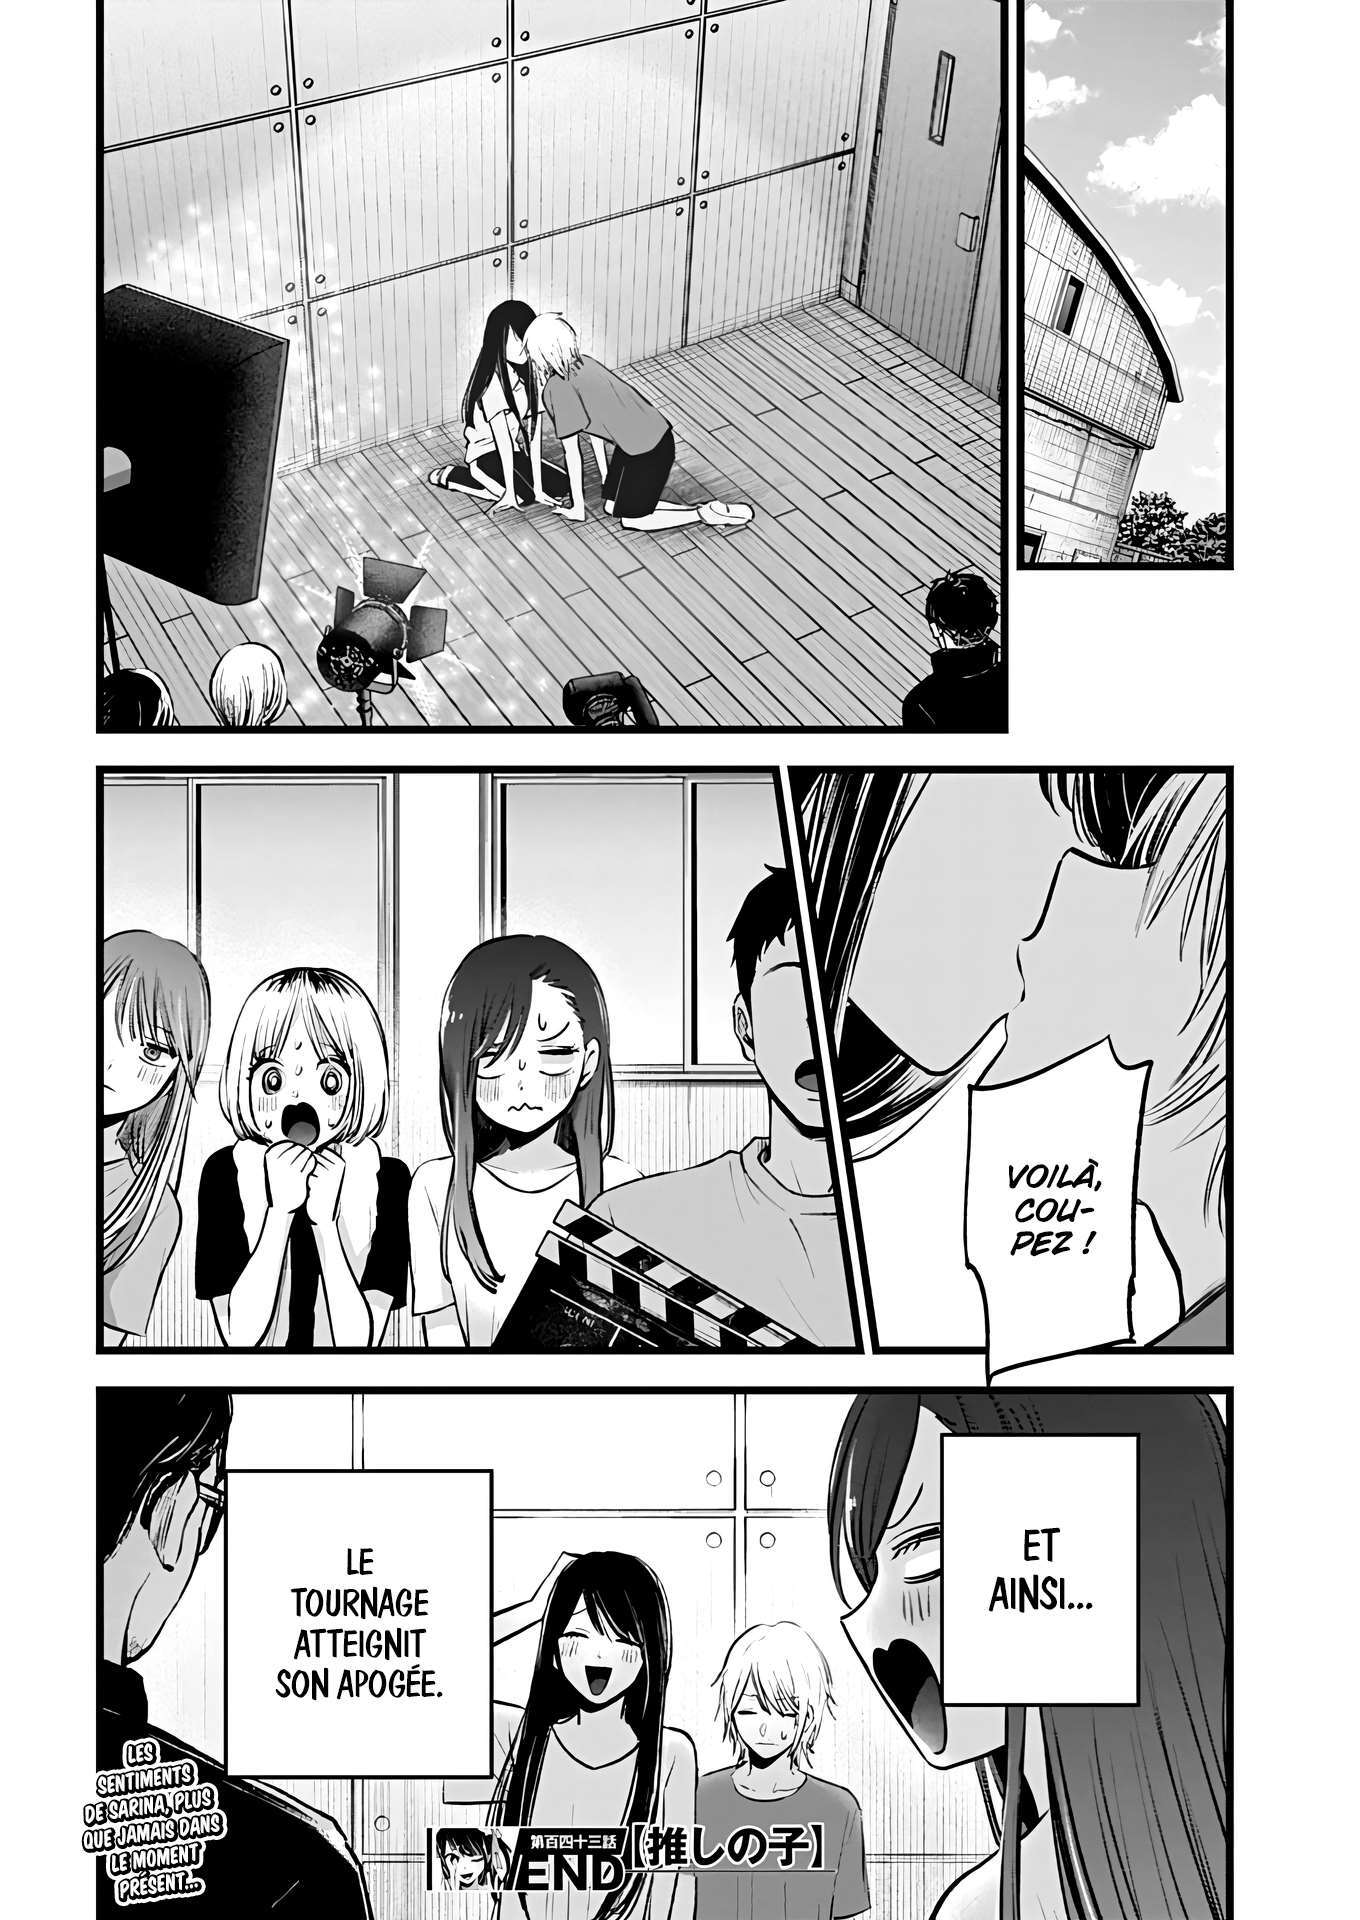 VOILÀ,
COU-
PEZ !
ET
AINSI...
LE
TOURNAGE
ATTEIGNIT
SON APOGÉE.
LES
SENTIMENTS
DE SARINA, PLUS
QUE JAMAIS DANS
LE MOMENT
PRÉSENT...
第百四十三話
END
【推しの子】